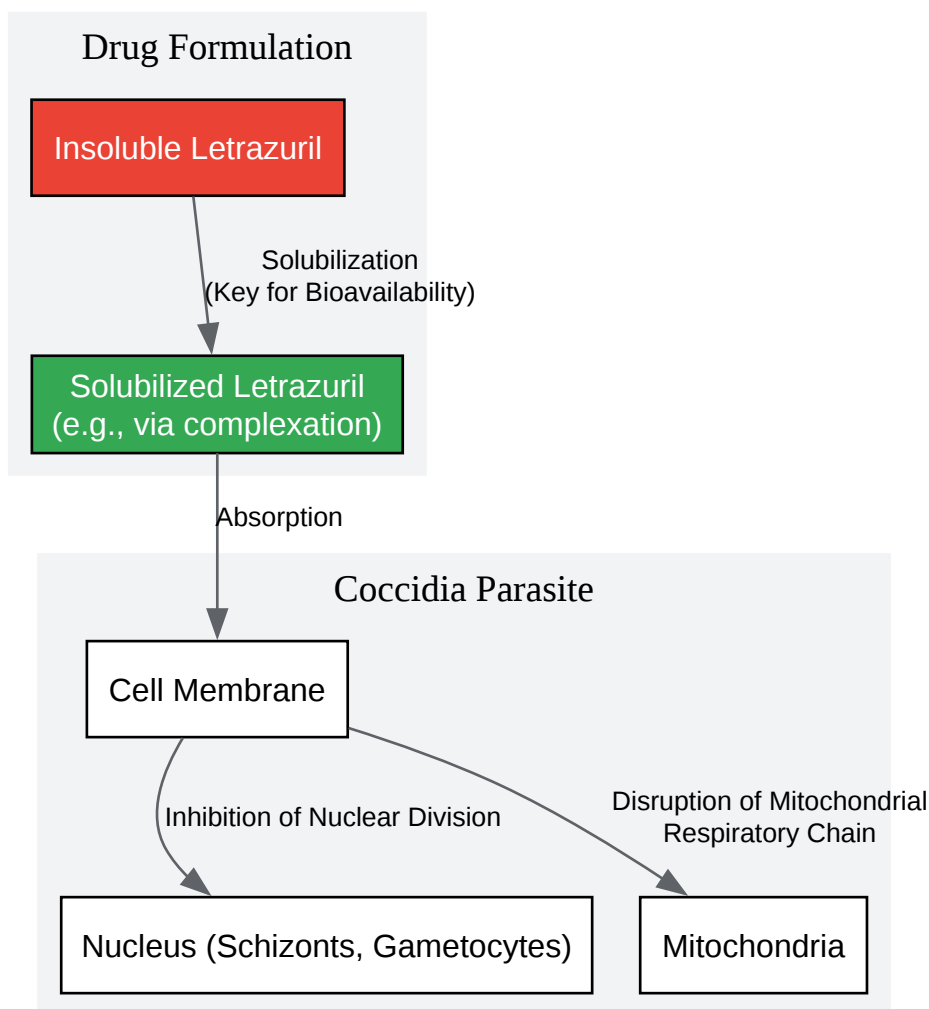 Drug Formulation
Insoluble Letrazuril
Solubilization
(Key for Bioavailability)
Solubilized Letrazuril
(e.g., via complexation)
Absorption
Coccidia Parasite
Cell Membrane
Inhibition of Nuclear Division
Disruption of Mitochondrial
Respiratory Chain
Nucleus (Schizonts, Gametocytes)
Mitochondria